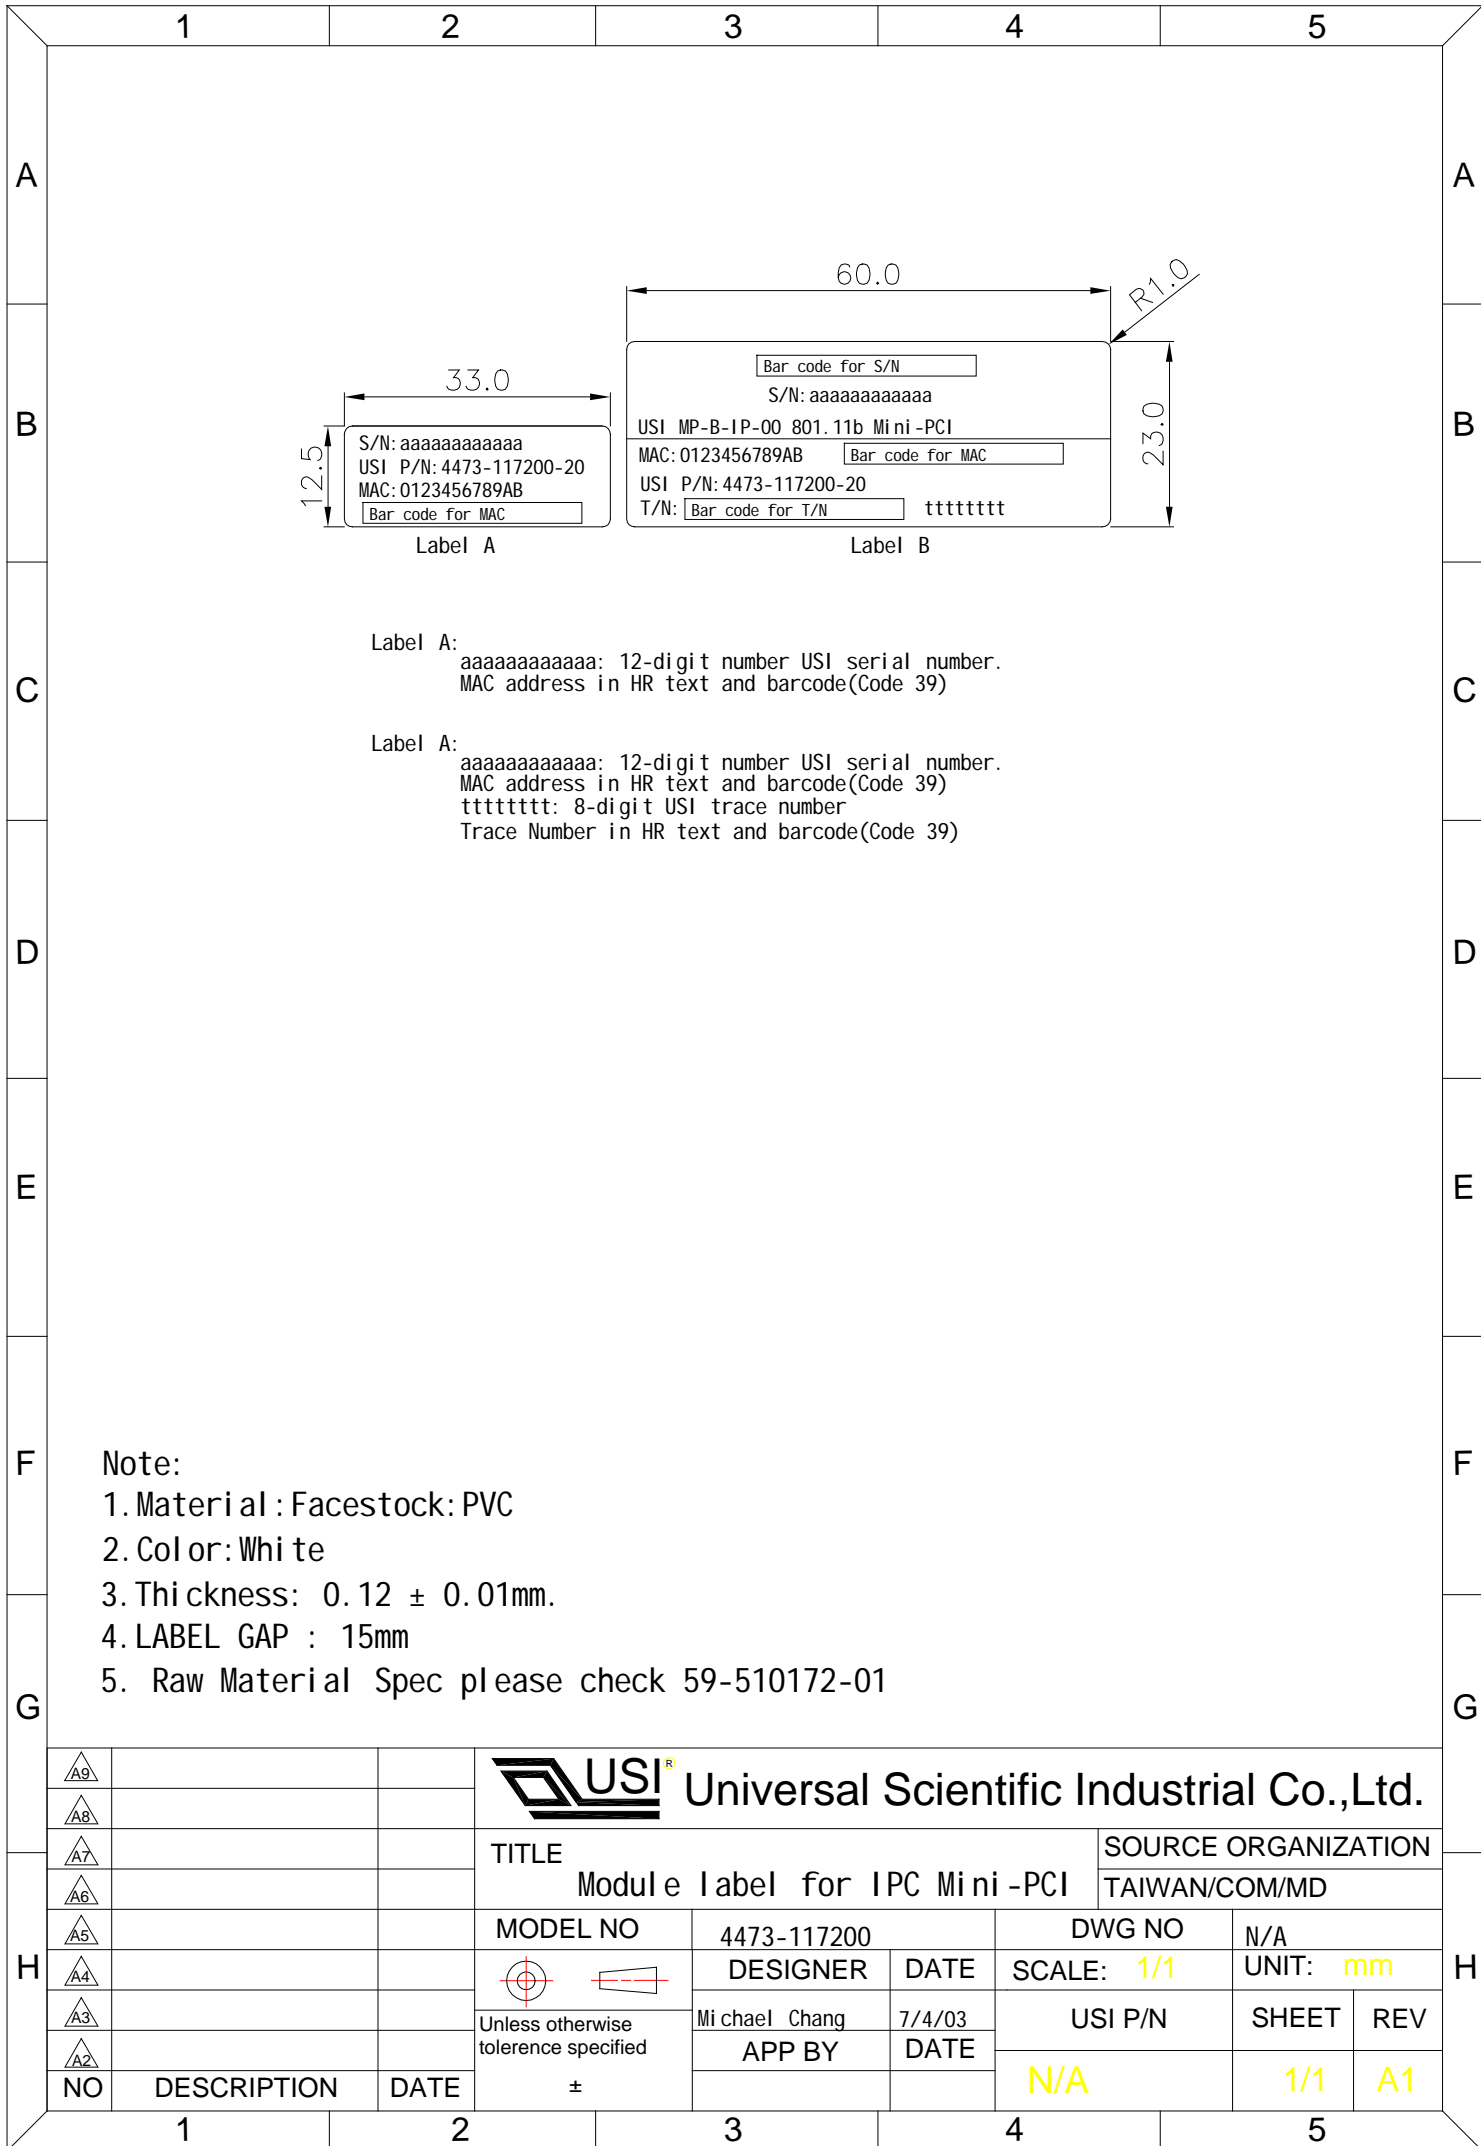 1 2 3 4 5
A A
60.0
R1.0
Bar code for S/N
S/N:aaaaaaaaaaaa
USI MP-B-IP-00 801.11b Mini-PCI
MAC:0123456789AB Bar code for MAC
USI P/N:4473-117200-20
T/N: Bar code for T/N tttttttt
23.0
Label B
33.0
12.5
S/N:aaaaaaaaaaaa
USI P/N:4473-117200-20
MAC:0123456789AB
Bar code for MAC
Label A
B B
Label A:
aaaaaaaaaaaa: 12-digit number USI serial number.
MAC address in HR text and barcode(Code 39)
C C
Label A:
aaaaaaaaaaaa: 12-digit number USI serial number.
MAC address in HR text and barcode(Code 39)
tttttttt: 8-digit USI trace number
Trace Number in HR text and barcode(Code 39)
D D
E E
F F
Note:
1.Material:Facestock:PVC
2.Color:White
3.Thickness: 0.12 ± 0.01mm.
4.LABEL GAP : 15mm
5. Raw Material Spec please check 59-510172-01
G G
A9
A8
A7
A6
A5
A4
A3
A2
NO DESCRIPTION DATE
USI® Universal Scientific Industrial Co.,Ltd.
TITLE
Module label for IPC Mini-PCI
SOURCE ORGANIZATION
TAIWAN/COM/MD
MODEL NO 4473-117200 DWG NO N/A
DESIGNER DATE SCALE: 1/1 UNIT: mm
Michael Chang 7/4/03 USI P/N SHEET REV
Unless otherwise
tolerence specified
±
APP BY DATE
N/A 1/1 A1
H H
1 2 3 4 5